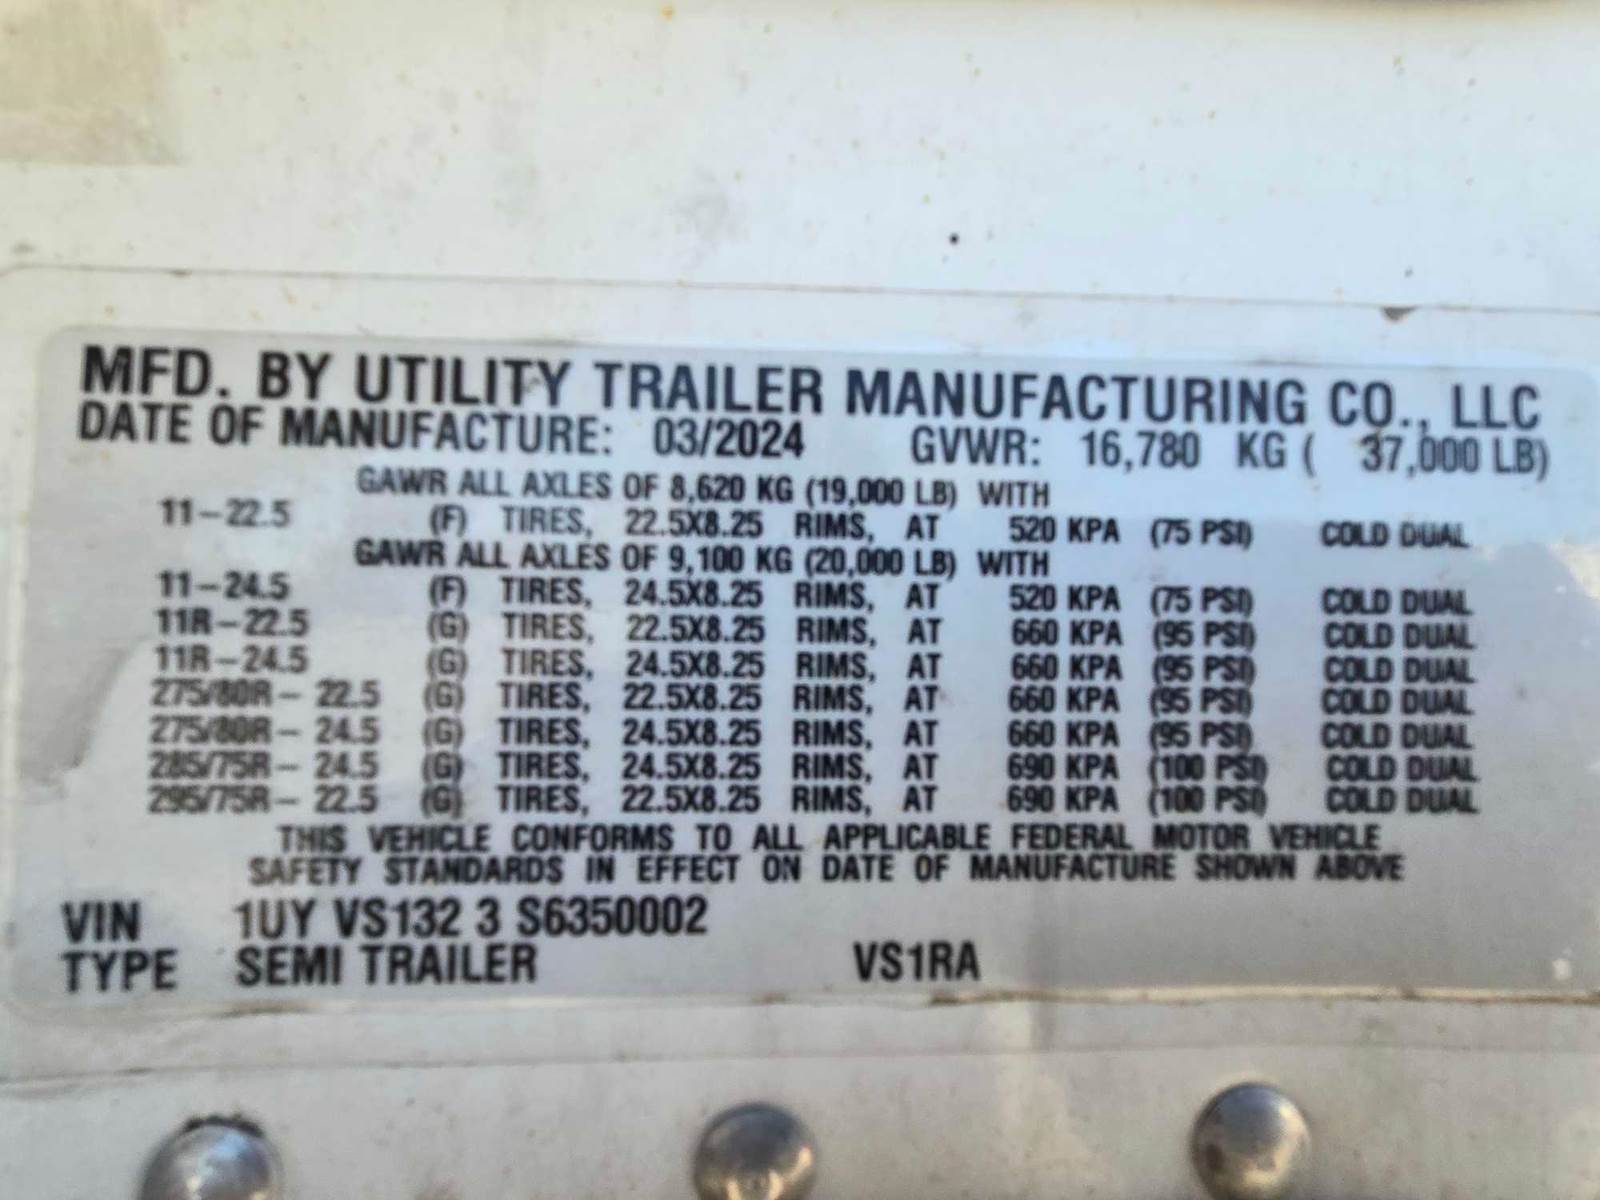 MFD. BY UTILITY TRAILER MANUFACTURING CO., LLC
DATE OF MANUFACTURE: 03/2024 GVWR: 16,780 KG ( 37,000 LB)
GAWR ALL AXLES OF 8,620 KG (19,000 LB) WITH
11-22.5 (F) TIRES, 22.5X8.25 RIMS, AT 520 KPA (75 PSI) COLD DUAL
GAWR ALL AXLES OF 9,100 KG (20,000 LB) WITH
11-24.5 (F) TIRES, 24.5X8.25 RIMS, AT 520 KPA (75 PSI) COLD DUAL
11R-22.5 (G) TIRES, 22.5X8.25 RIMS, AT 660 KPA (95 PSI) COLD DUAL
11R-24.5 (G) TIRES, 24.5X8.25 RIMS, AT 660 KPA (95 PSI) COLD DUAL
275/80R- 22.5 (G) TIRES, 22.5X8.25 RIMS, AT 660 KPA (95 PSI) COLD DUAL
275/80R- 24.5 (G) TIRES, 24.5X8.25 RIMS, AT 660 KPA (95 PSI) COLD DUAL
285/75R- 24.5 (G) TIRES, 24.5X8.25 RIMS, AT 690 KPA (100 PSI) COLD DUAL
295/75R- 22.5 (G) TIRES, 22.5X8.25 RIMS, AT 690 KPA (100 PSI) COLD DUAL
THIS VEHICLE CONFORMS TO ALL APPLICABLE FEDERAL MOTOR VEHICLE
SAFETY STANDARDS IN EFFECT ON DATE OF MANUFACTURE SHOWN ABOVE
VIN 1UY VS132 3 S6350002
TYPE SEMI TRAILER VS1RA